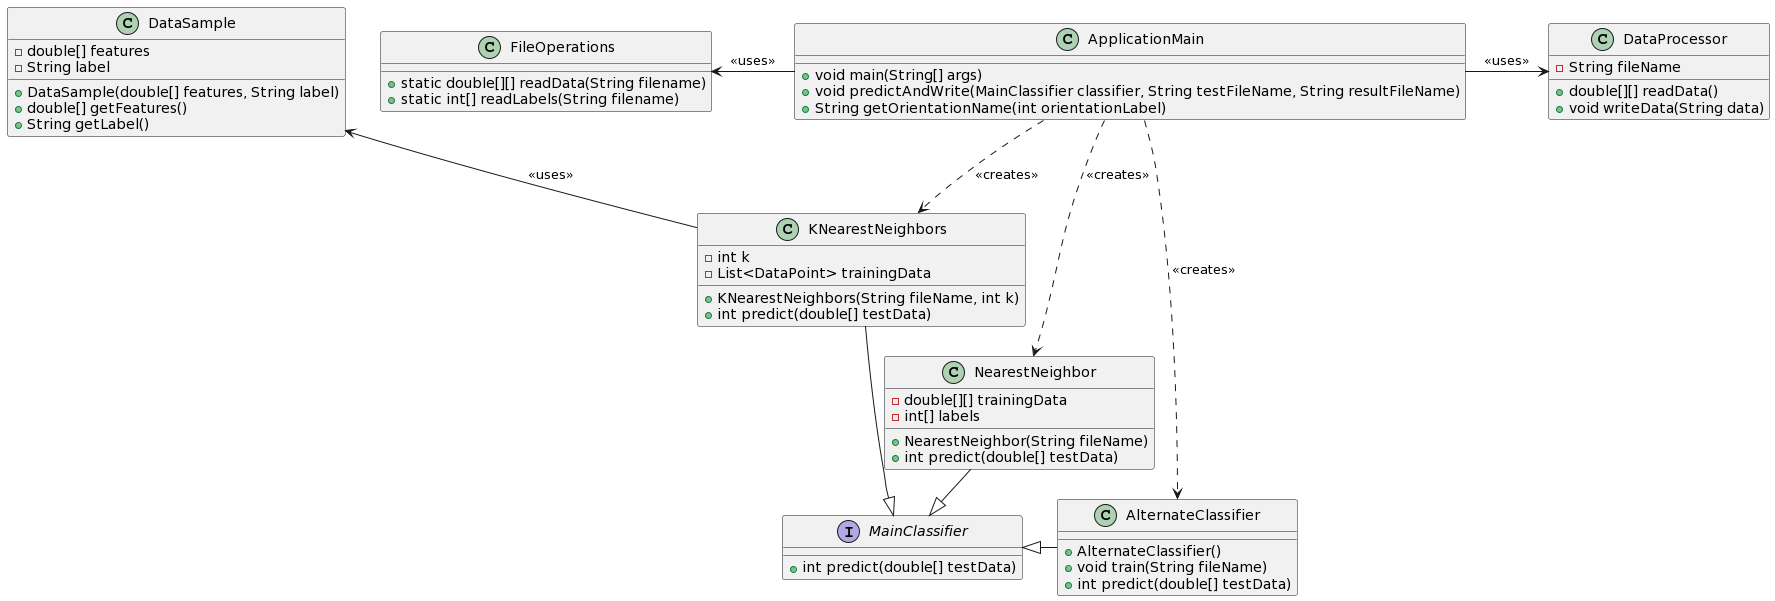 C DataSample
double[] features
String label
DataSample(double[] features, String label)
double[] getFeatures()
String getLabel()
C FileOperations
static double[][] readData(String filename)
static int[] readLabels(String filename)
«uses»
C ApplicationMain
void main(String[] args)
void predictAndWrite(MainClassifier classifier, String testFileName, String resultFileName)
String getOrientationName(int orientationLabel)
«uses»
C DataProcessor
String fileName
double[][] readData()
void writeData(String data)
«uses»
«creates»
«creates»
«creates»
C KNearestNeighbors
int k
List<DataPoint> trainingData
KNearestNeighbors(String fileName, int k)
int predict(double[] testData)
C NearestNeighbor
double[][] trainingData
int[] labels
NearestNeighbor(String fileName)
int predict(double[] testData)
I MainClassifier
int predict(double[] testData)
C AlternateClassifier
AlternateClassifier()
void train(String fileName)
int predict(double[] testData)